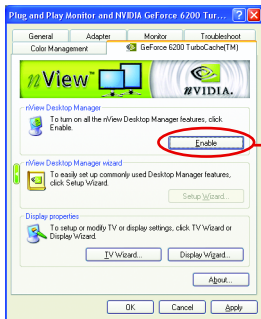 Plug and Play Monitor and NVIDIA GeForce 6200 Tur...
General Adapter Monitor Troubleshoot
Color Management GeForce 6200 TurboCache(TM)
nView
NVIDIA.
nView Desktop Manager
To turn on all the nView Desktop Manager features, click
Enable.
Enable
nView Desktop Manager wizard
To easily set up commonly used Desktop Manager features,
click Setup Wizard.
Setup Wizard...
Display properties
To setup or modify TV or display settings, click TV Wizard or
Display Wizard.
TV Wizard... Display Wizard...
About...
OK Cancel Apply